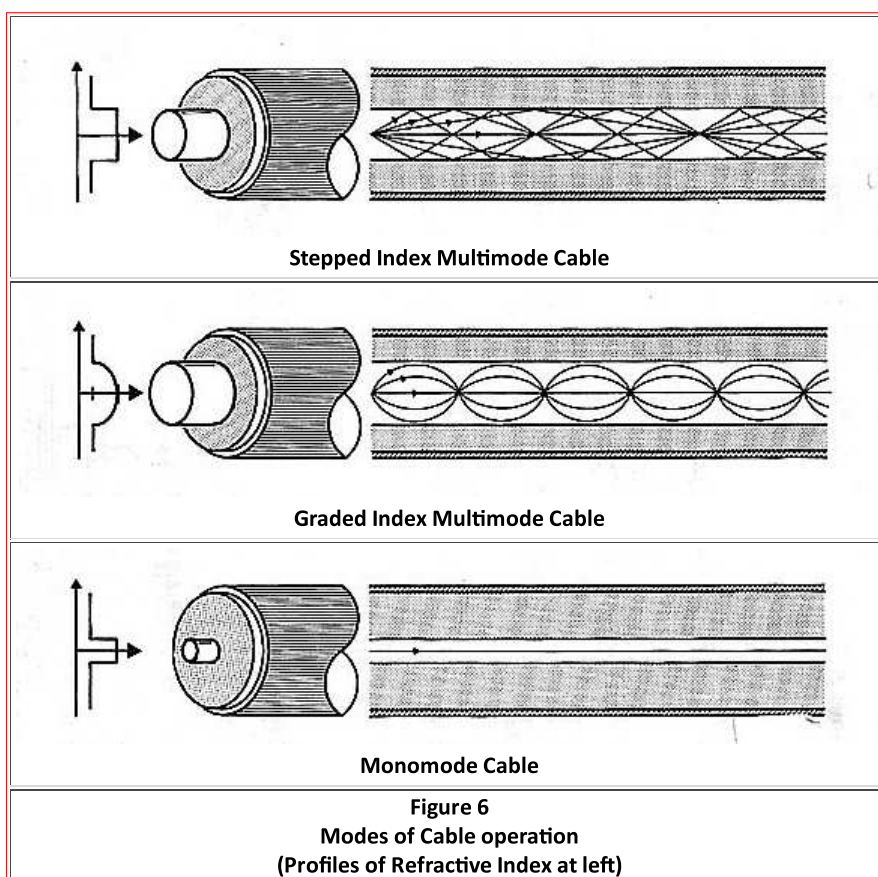 Stepped Index Multimode Cable
Graded Index Multimode Cable
Monomode Cable
Figure 6
Modes of Cable operation
(Profiles of Refractive Index at left)